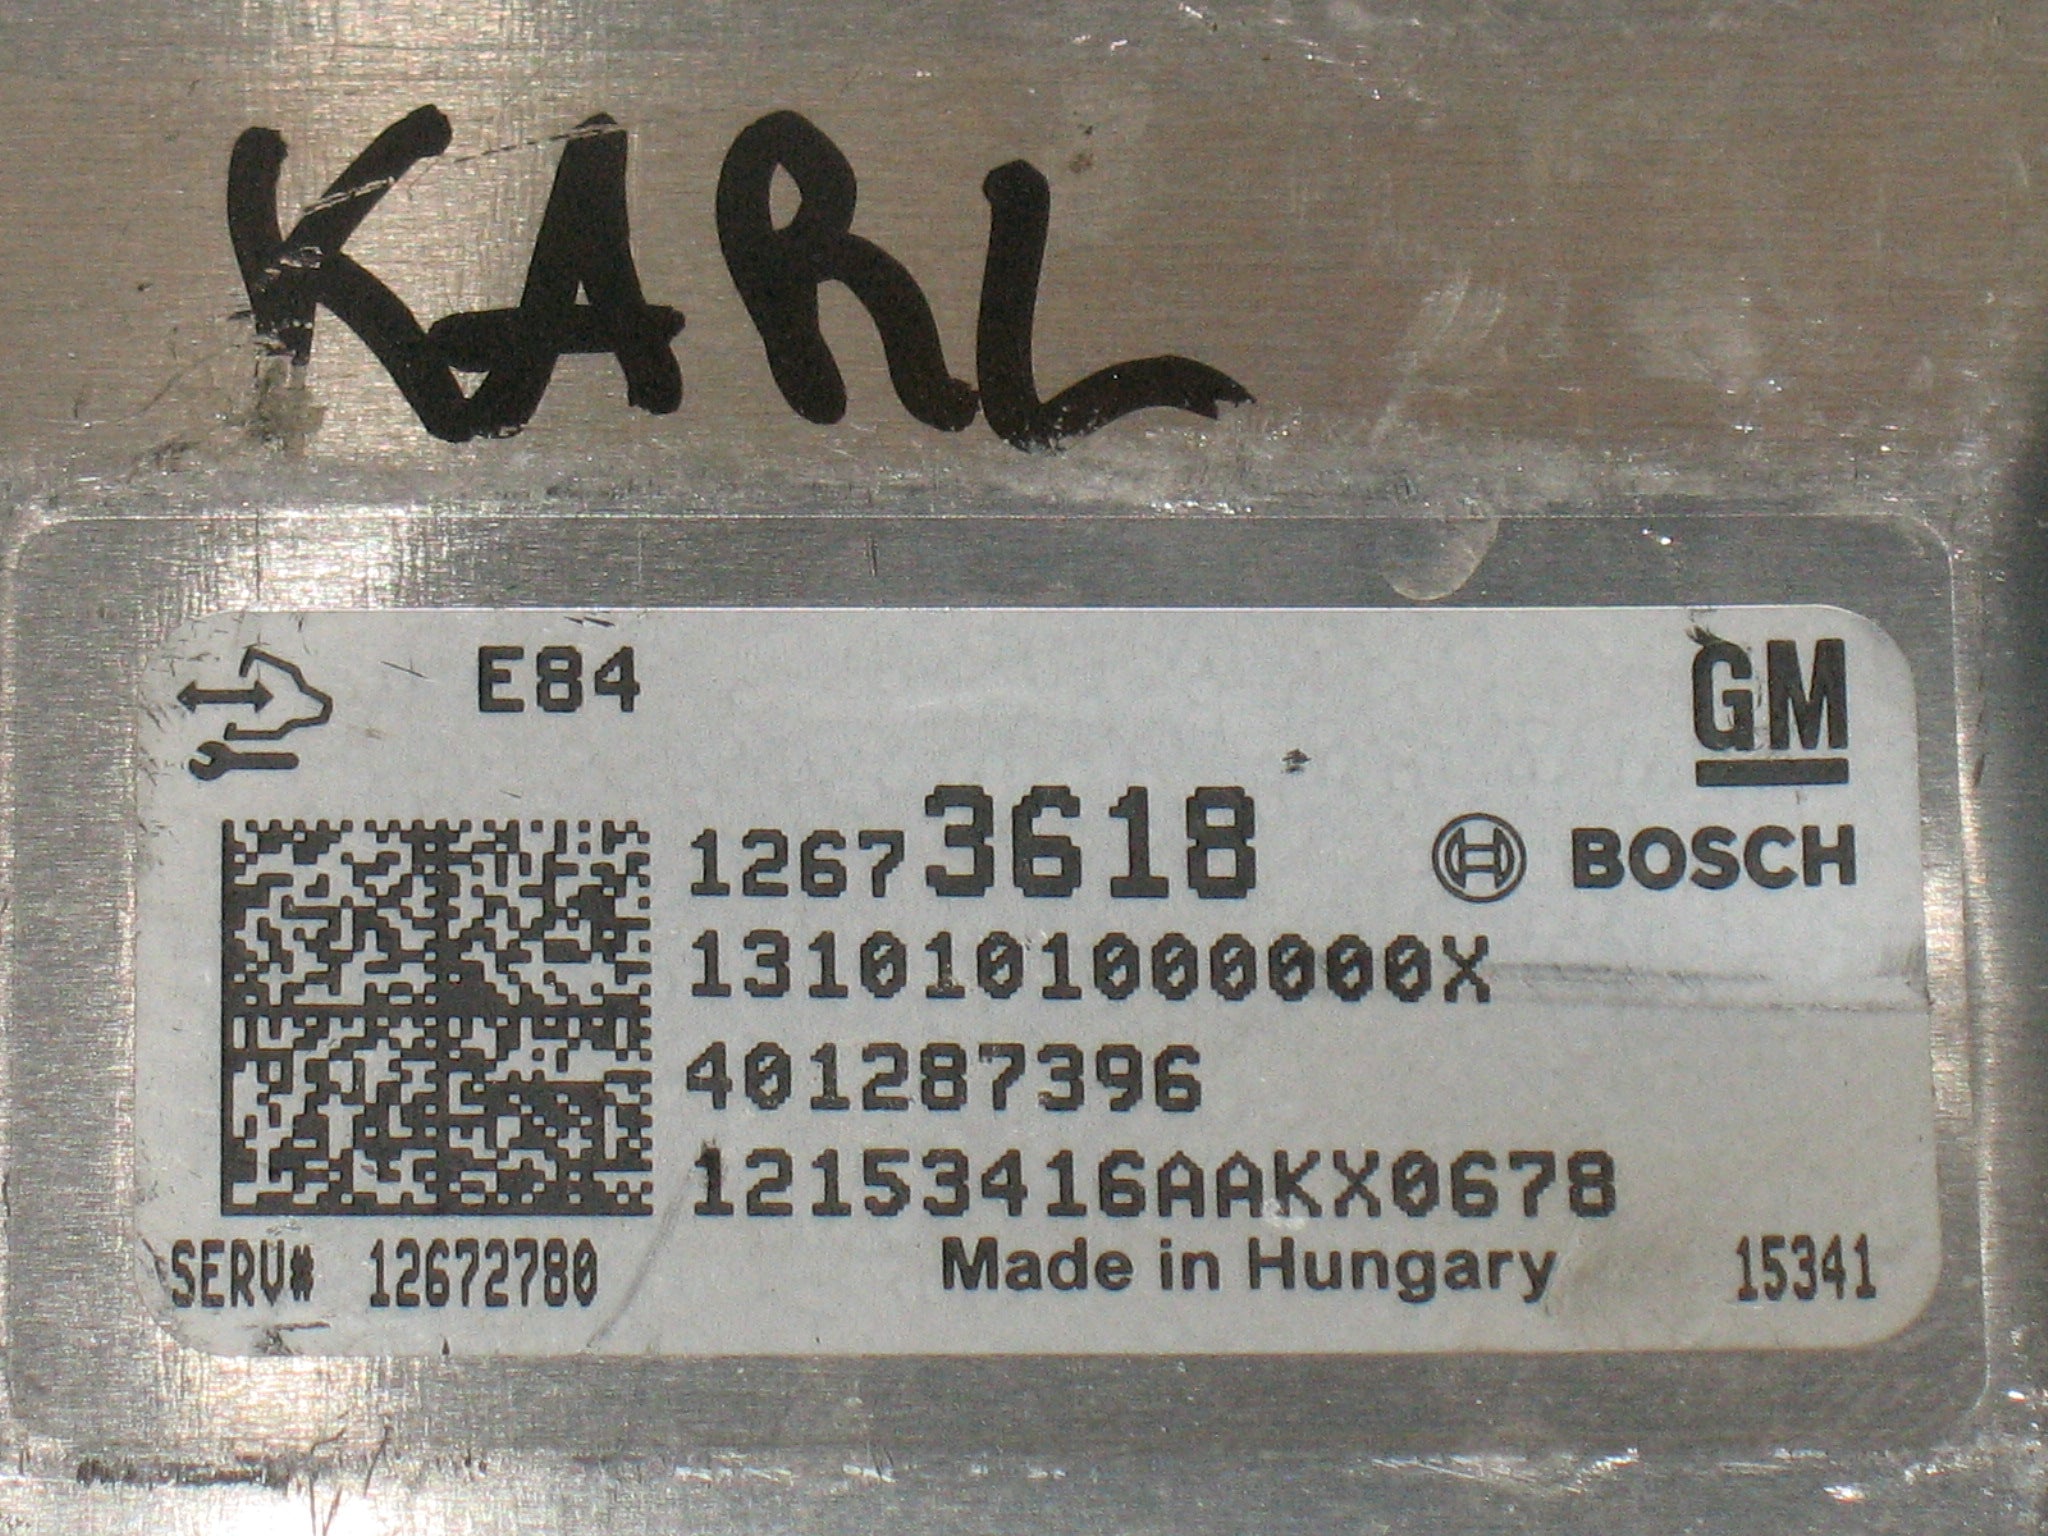 KARL
E84
GM
12673618
BOSCH
1310101000000X
401287396
12153416AAKX0678
SERV# 12672780
Made in Hungary
15341